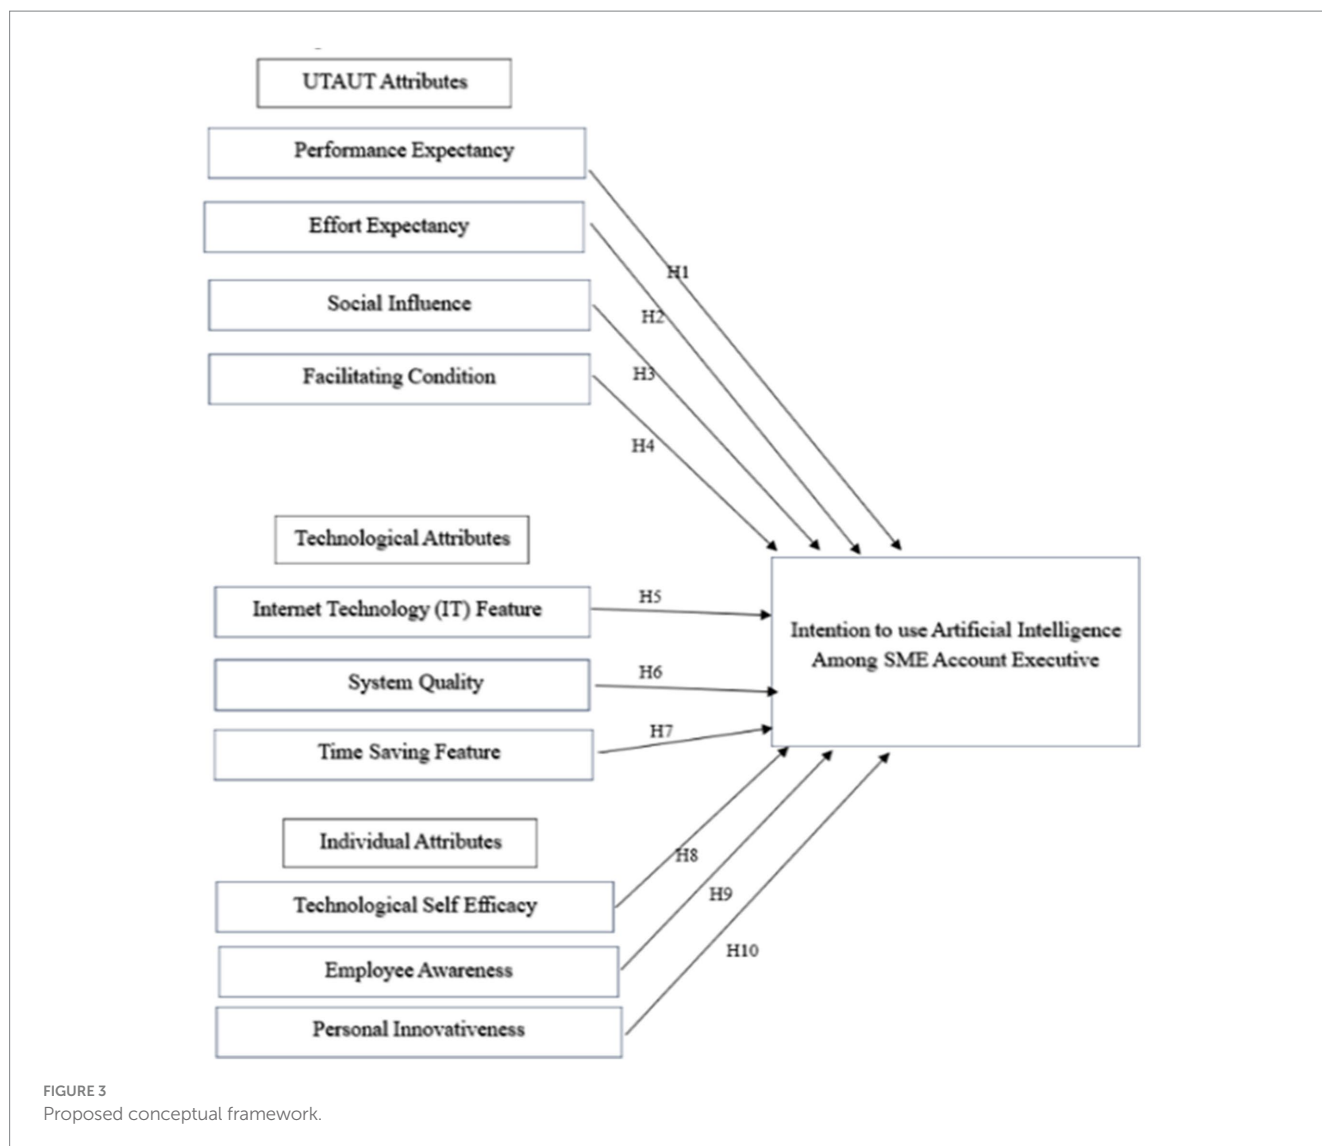 UTAUT Attributes
Performance Expectancy
Effort Expectancy
Social Influence
Facilitating Condition
H1
H2
H3
H4
Technological Attributes
Internet Technology (IT) Feature
System Quality
Time Saving Feature
H5
H6
H7
Intention to use Artificial Intelligence
Among SME Account Executive
Individual Attributes
Technological Self Efficacy
Employee Awareness
Personal Innovativeness
H8
H9
H10
FIGURE 3
Proposed conceptual framework.